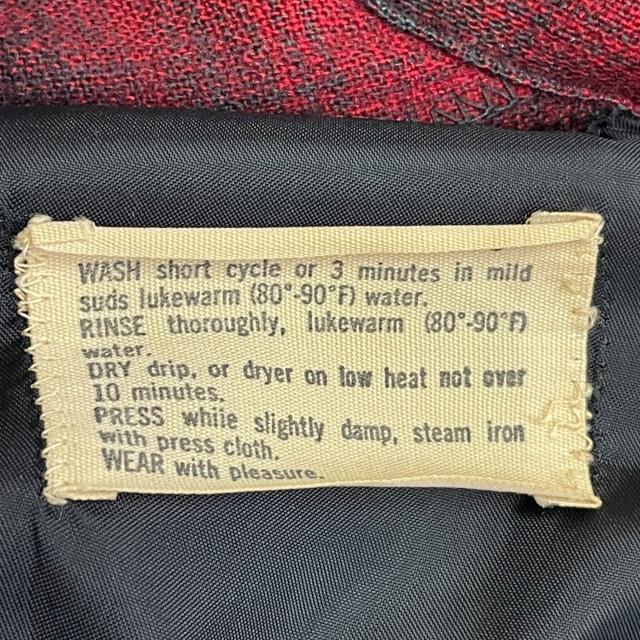 WASH short cycle or 3 minutes in mild
suds lukewarm (80°-90°F) water.
RINSE thoroughly, lukewarm (80°-90°F)
water.
DRY drip, or dryer on low heat not over
10 minutes.
PRESS while slightly damp, steam iron
with press cloth.
WEAR with pleasure.